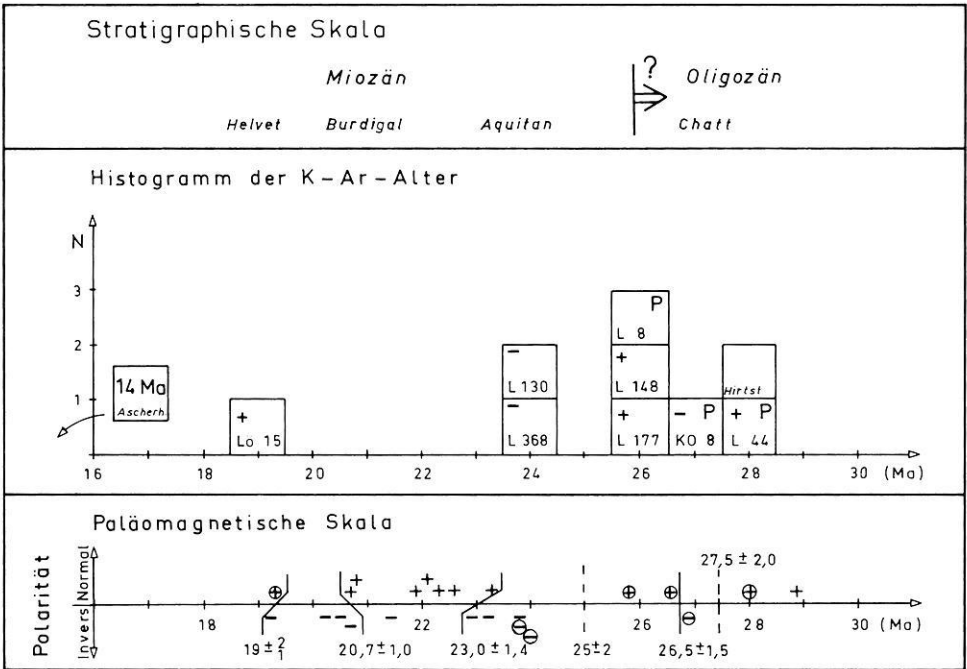 Stratigraphische Skala
?
Miozän Oligozän
Helvet Burdigal Aquitan Chatt
Histogramm der K-Ar-Alter
N
3
2
1
P
L 8
14 Ma
Ascherh.
+
Lo 15
−
L 130
−
L 368
+
L 148
+
L 177
− P
KO 8
Hirtst
+ P
L 44
16 18 20 22 24 26 28 30 (Ma)
Paläomagnetische Skala
Polarität
Invers Normal
27,5 ± 2,0
18 22 26 28 30 (Ma)
19 ± 2 1
20,7 ± 1,0
23,0 ± 1,4
25 ± 2
26,5 ± 1,5